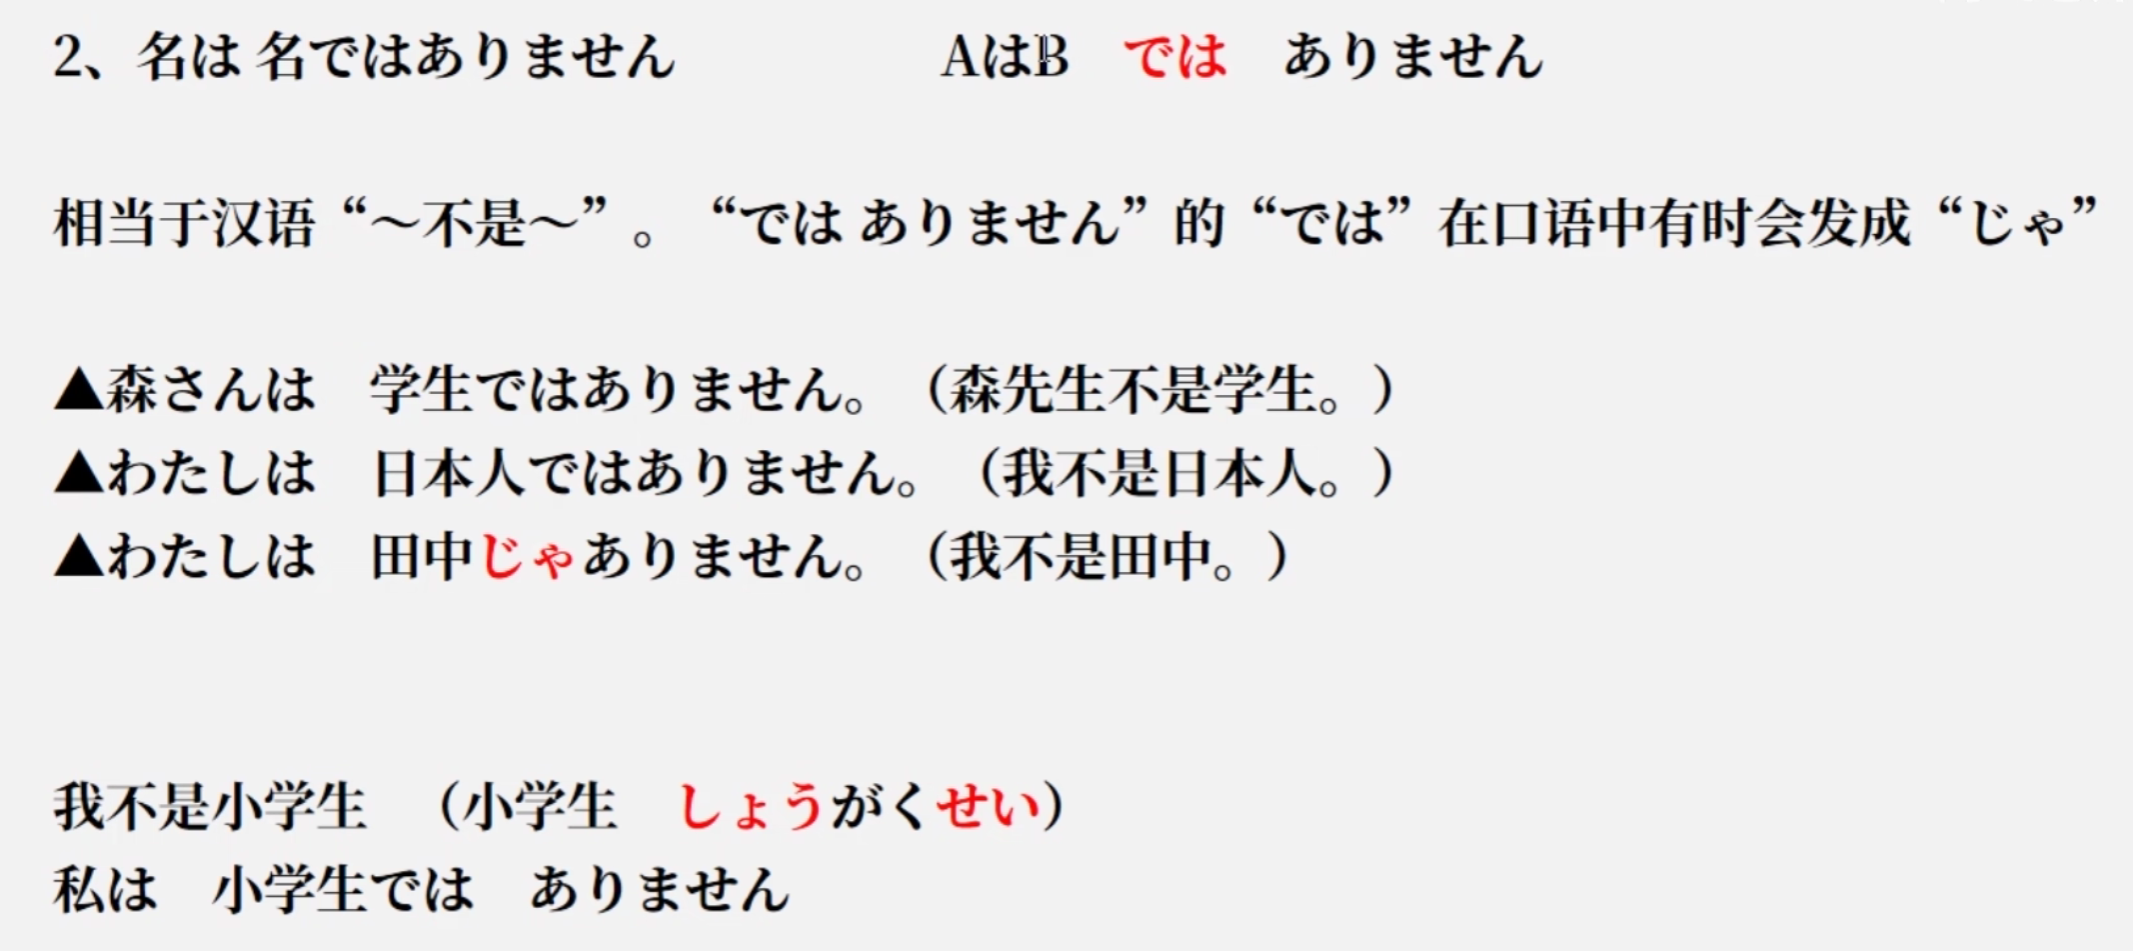 2、名は 名ではありません　　　　　AはB　では　ありません
相当于汉语“～不是～”。“では ありません”的“では”在口语中有时会发成“じゃ”
▲森さんは　学生ではありません。（森先生不是学生。）
▲わたしは　日本人ではありません。（我不是日本人。）
▲わたしは　田中じゃありません。（我不是田中。）
我不是小学生　（小学生　しょうがくせい）
私は　小学生では　ありません